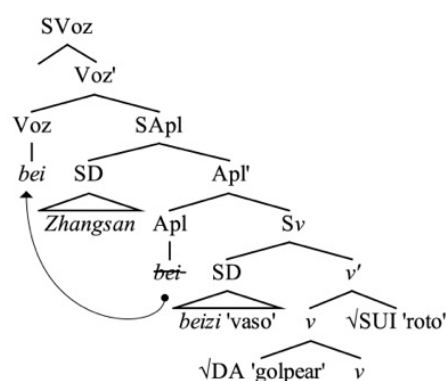 SVoz
Voz'
Voz SApl
bei SD Apl'
Zhangsan Apl Sv
bei SD v'
beizi 'vaso' v √SUI 'roto'
√DA 'golpear' v